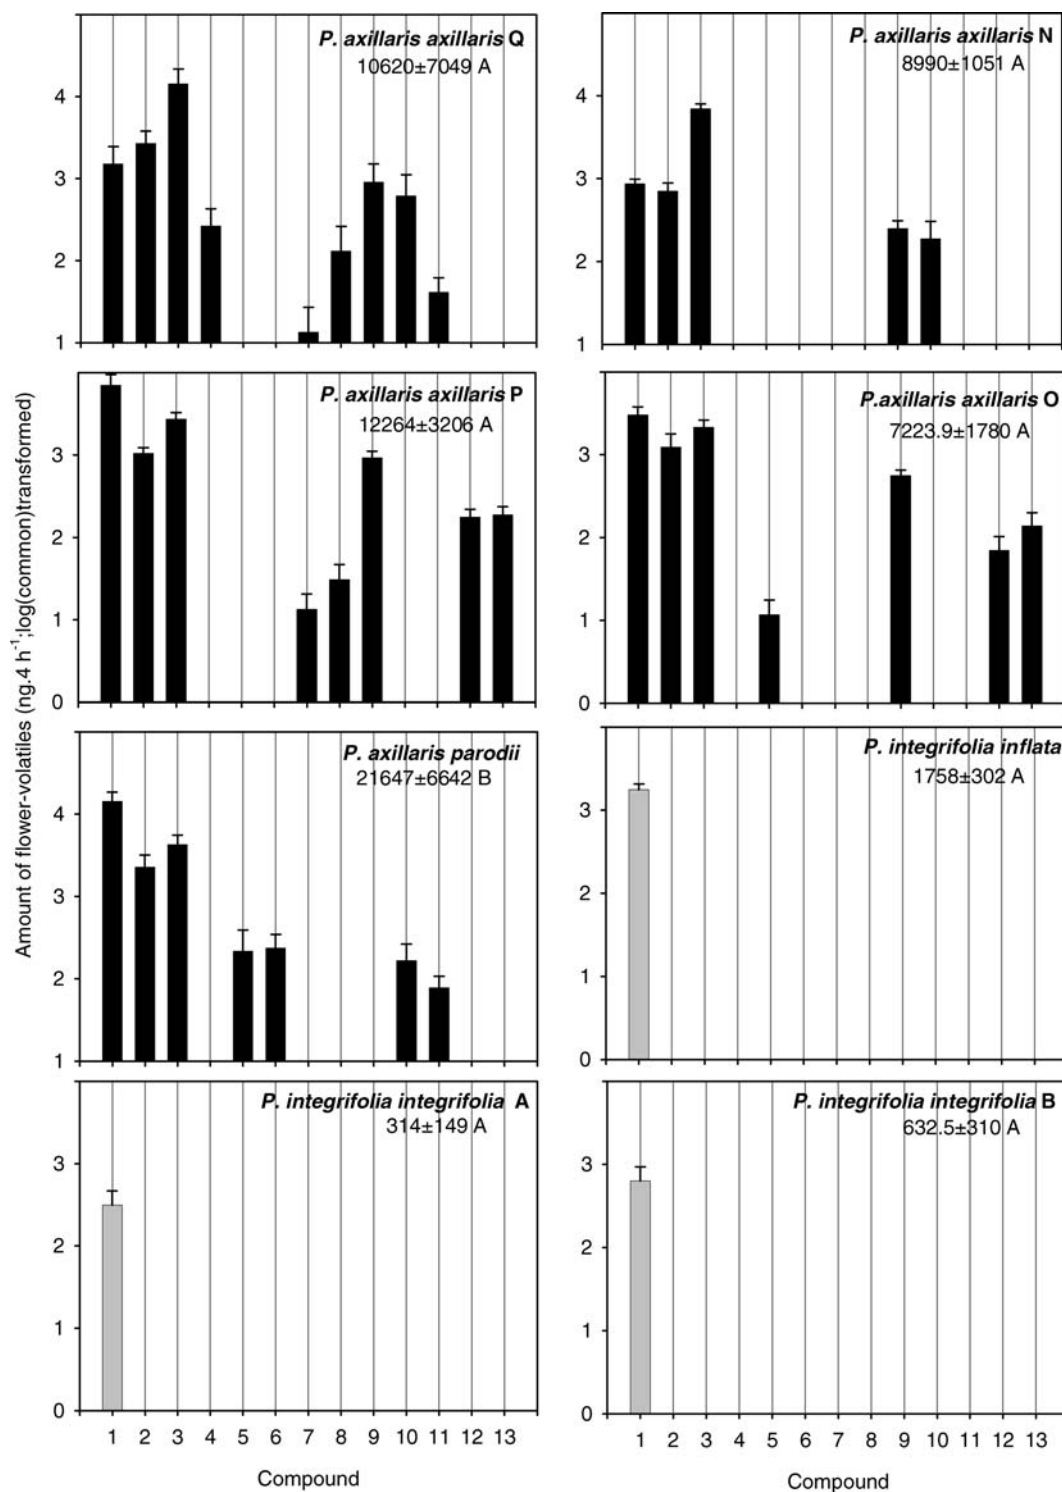 Amount of flower-volatiles (ng.4 h⁻¹;log(common)transformed)
P. axillaris axillaris Q
10620±7049 A
4
3
2
1
P. axillaris axillaris N
8990±1051 A
4
3
2
1
P. axillaris axillaris P
12264±3206 A
3
2
1
0
P.axillaris axillaris O
7223.9±1780 A
3
2
1
0
P. axillaris parodii
21647±6642 B
4
3
2
1
P. integrifolia inflata
1758±302 A
3
2
1
0
P. integrifolia integrifolia A
314±149 A
3
2
1
0
1 2 3 4 5 6 7 8 9 10 11 12 13
Compound
P. integrifolia integrifolia B
632.5±310 A
3
2
1
0
1 2 3 4 5 6 7 8 9 10 11 12 13
Compound